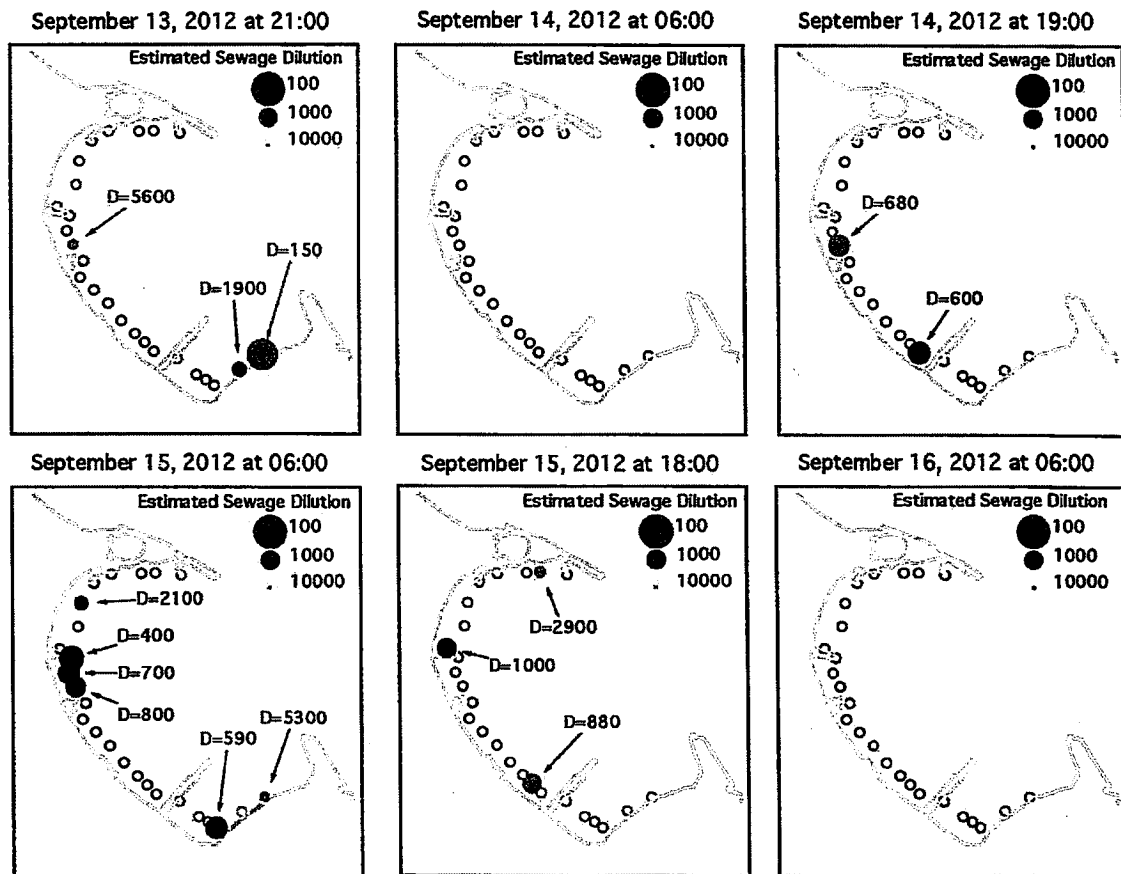 September 13, 2012 at 21:00
Estimated Sewage Dilution
100
1000
10000
D=5600
D=150
D=1900
September 14, 2012 at 06:00
Estimated Sewage Dilution
100
1000
10000
September 14, 2012 at 19:00
Estimated Sewage Dilution
100
1000
10000
D=680
D=600
September 15, 2012 at 06:00
Estimated Sewage Dilution
100
1000
10000
D=2100
D=400
D=700
D=800
D=5300
D=590
September 15, 2012 at 18:00
Estimated Sewage Dilution
100
1000
10000
D=2900
D=1000
D=880
September 16, 2012 at 06:00
Estimated Sewage Dilution
100
1000
10000